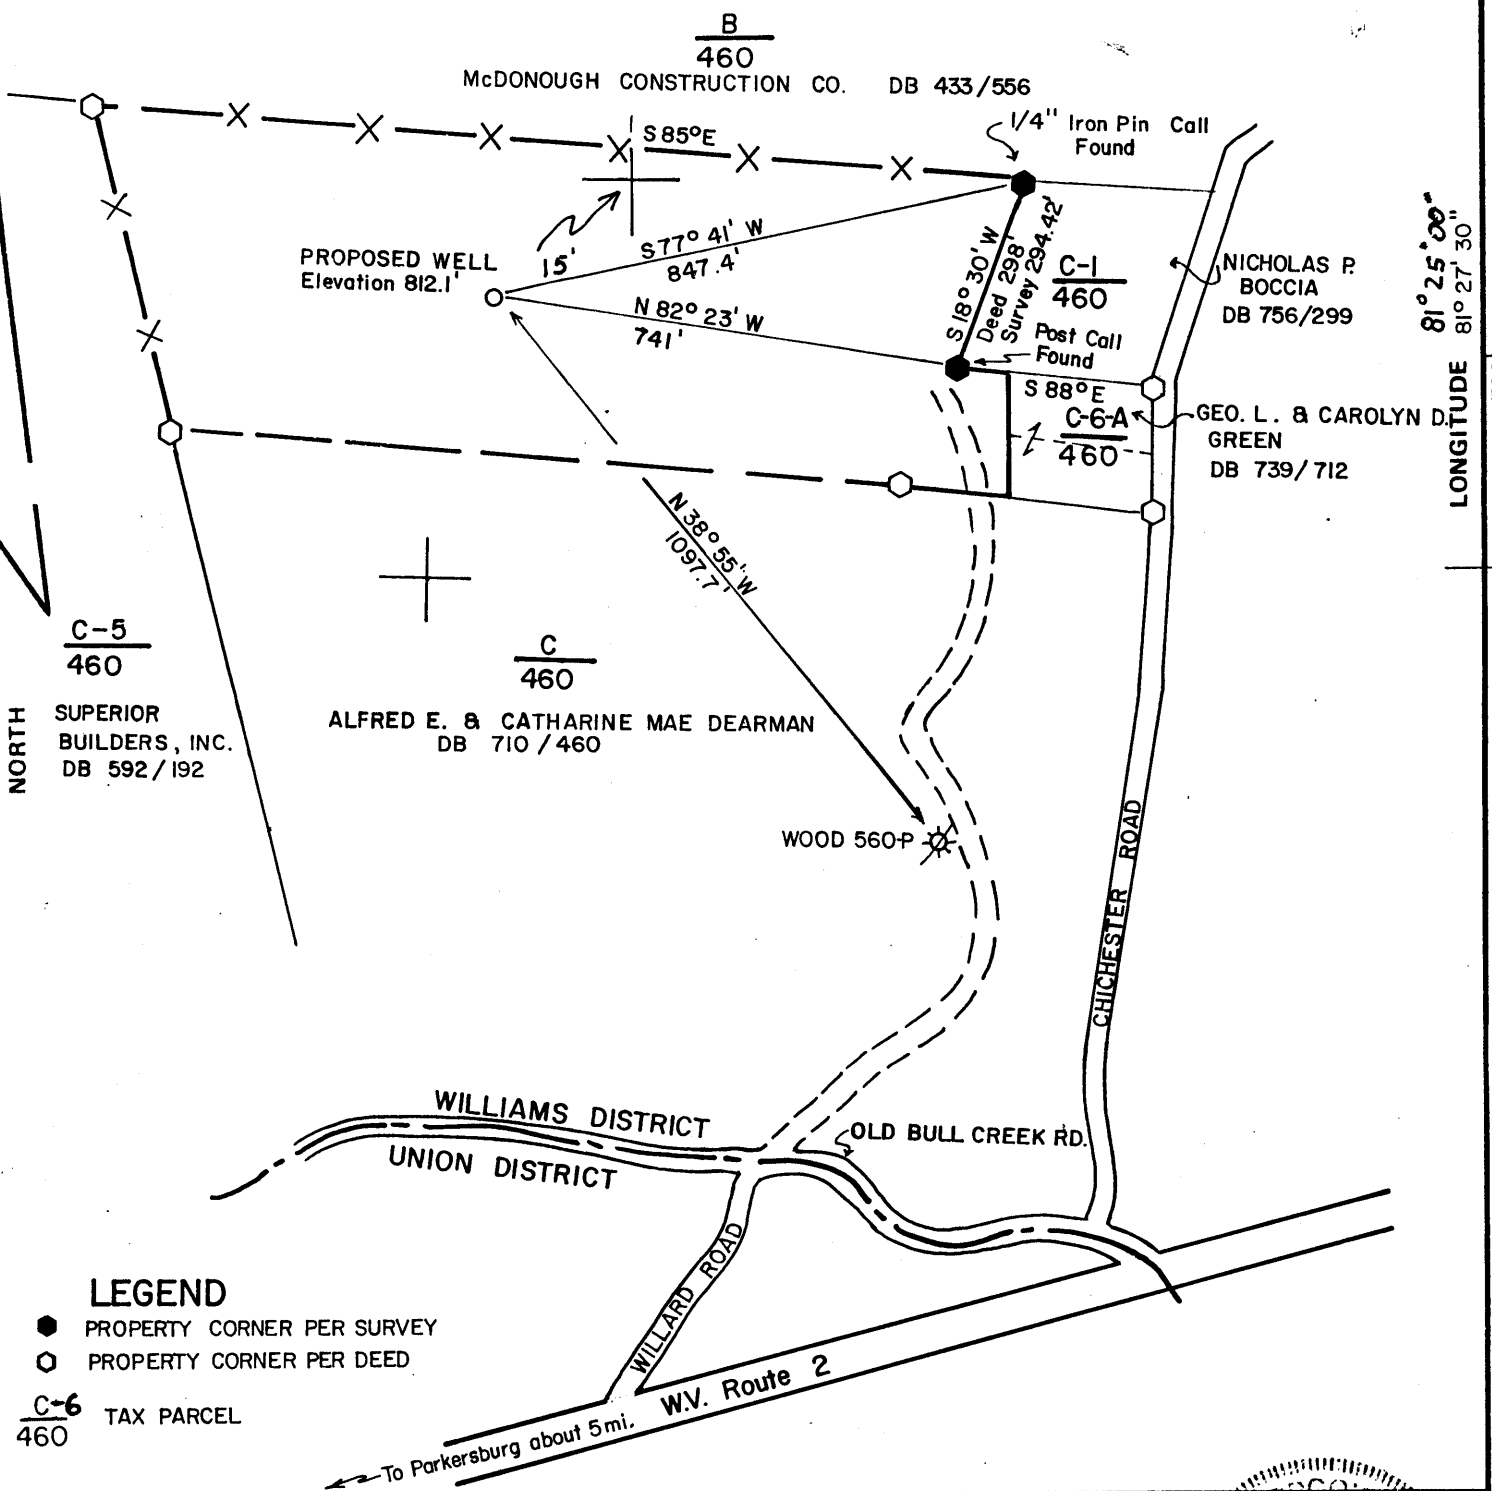 B
460
McDONOUGH CONSTRUCTION CO. DB 433/556
1/4" Iron Pin Call
Found
S 85° E
PROPOSED WELL
Elevation 812.1'
15'
S 77° 41' W
847.4'
N 82° 23' W
741'
S 18° 30' W
Deed 298'
Survey 294.42'
C-1
460
NICHOLAS P.
BOCCIA
DB 756/299
Post Call
Found
S 88° E
C-6-A
460
GEO. L. & CAROLYN D.
GREEN
DB 739/712
81° 25' 00"
81° 27' 30"
LONGITUDE
N 38° 55' W
1097.7'
C-5
460
SUPERIOR
BUILDERS, INC.
DB 592/192
NORTH
C
460
ALFRED E. & CATHARINE MAE DEARMAN
DB 710/460
WOOD 560-P
CHICHESTER ROAD
WILLIAMS DISTRICT
UNION DISTRICT
OLD BULL CREEK RD.
WILLARD ROAD
W.V. Route 2
To Parkersburg about 5 mi.
LEGEND
PROPERTY CORNER PER SURVEY
PROPERTY CORNER PER DEED
C-6
460
TAX PARCEL